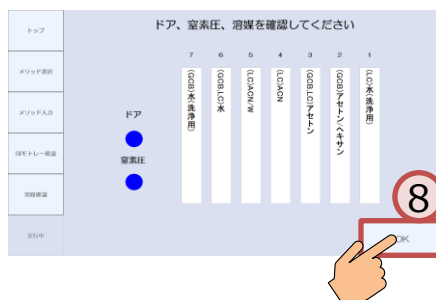 ドア、窒素圧、溶媒を確認してください
トップ
メソッド選択
メソッド入力
SPEトレー確認
溶媒確認
実行中
ドア
窒素圧
7
(GCB)水(洗浄用)
6
(GCB,LC)水
5
(LC)ACN/W
4
(LC)ACN
3
(GCB,LC)アセトン
2
(GCB)アセトン/ヘキサン
1
(LC)水(洗浄用)
8
OK